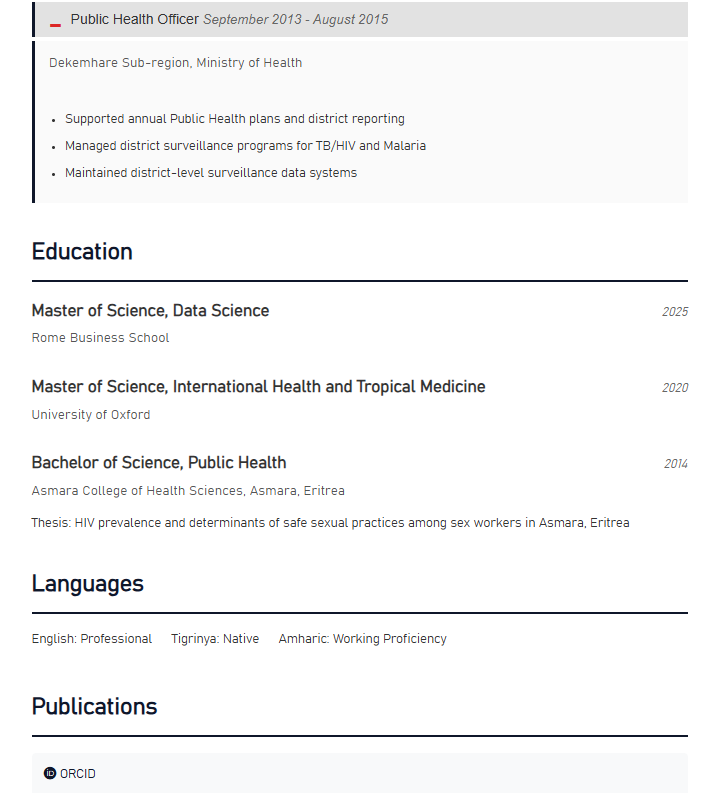 Public Health Officer September 2013 - August 2015
Dekemhare Sub-region, Ministry of Health
Supported annual Public Health plans and district reporting
Managed district surveillance programs for TB/HIV and Malaria
Maintained district-level surveillance data systems
Education
Master of Science, Data Science 2025
Rome Business School
Master of Science, International Health and Tropical Medicine 2020
University of Oxford
Bachelor of Science, Public Health 2014
Asmara College of Health Sciences, Asmara, Eritrea
Thesis: HIV prevalence and determinants of safe sexual practices among sex workers in Asmara, Eritrea
Languages
English: Professional Tigrinya: Native Amharic: Working Proficiency
Publications
iD ORCID